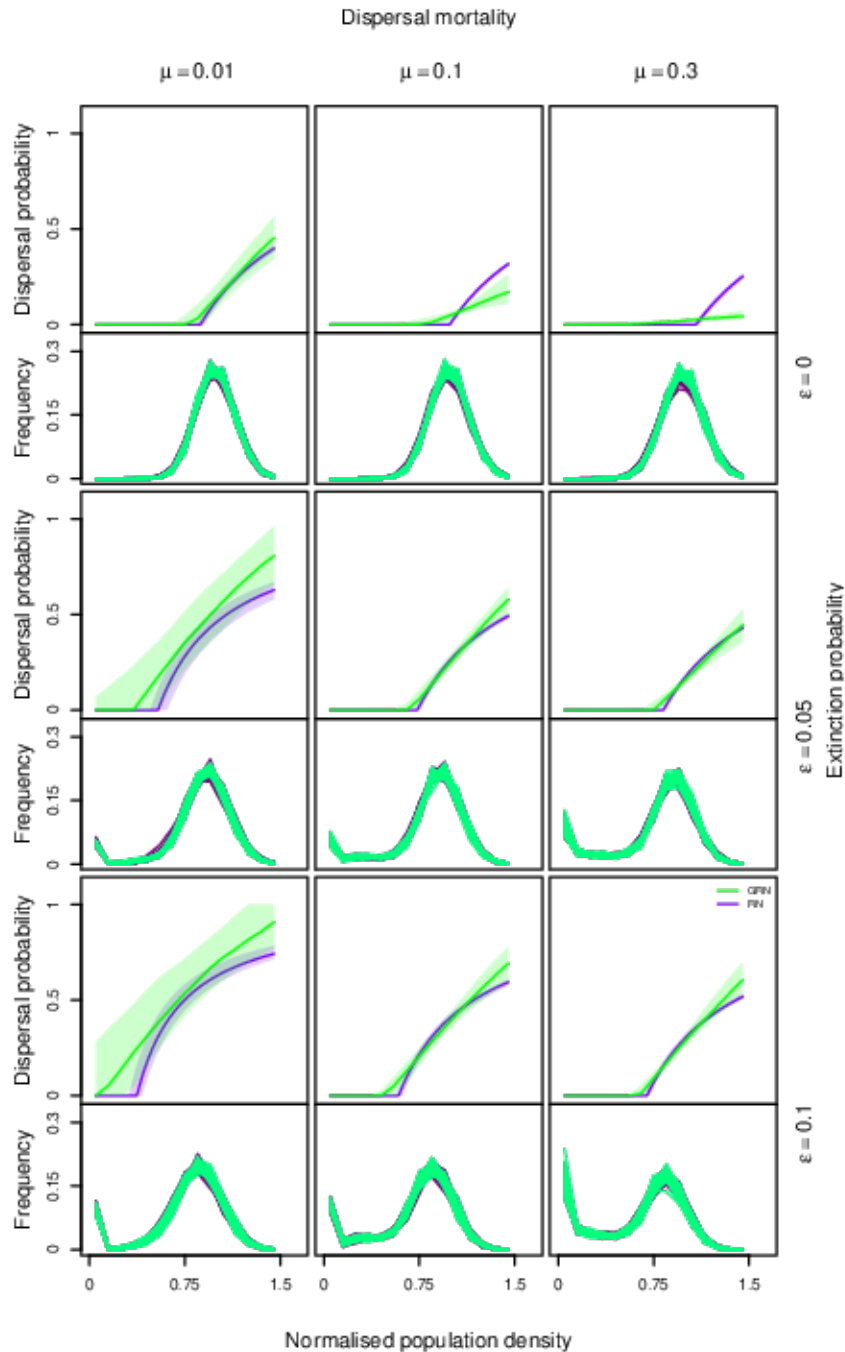 Dispersal mortality
μ = 0.01
μ = 0.1
μ = 0.3
Dispersal probability
0
0.5
1
Frequency
0
0.15
0.3
ε = 0
Dispersal probability
0
0.5
1
Frequency
0
0.15
0.3
ε = 0.05
Extinction probability
Dispersal probability
0
0.5
1
GRN
RN
Frequency
0
0.15
0.3
ε = 0.1
0 0.75 1.5
0 0.75 1.5
0 0.75 1.5
Normalised population density